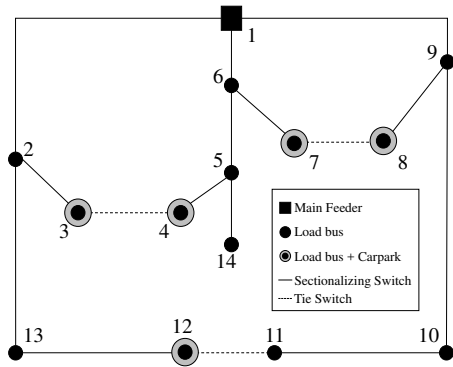 1
9
6
2
5
7
8
3
4
14
Main Feeder
Load bus
Load bus + Carpark
Sectionalizing Switch
Tie Switch
13
12
11
10